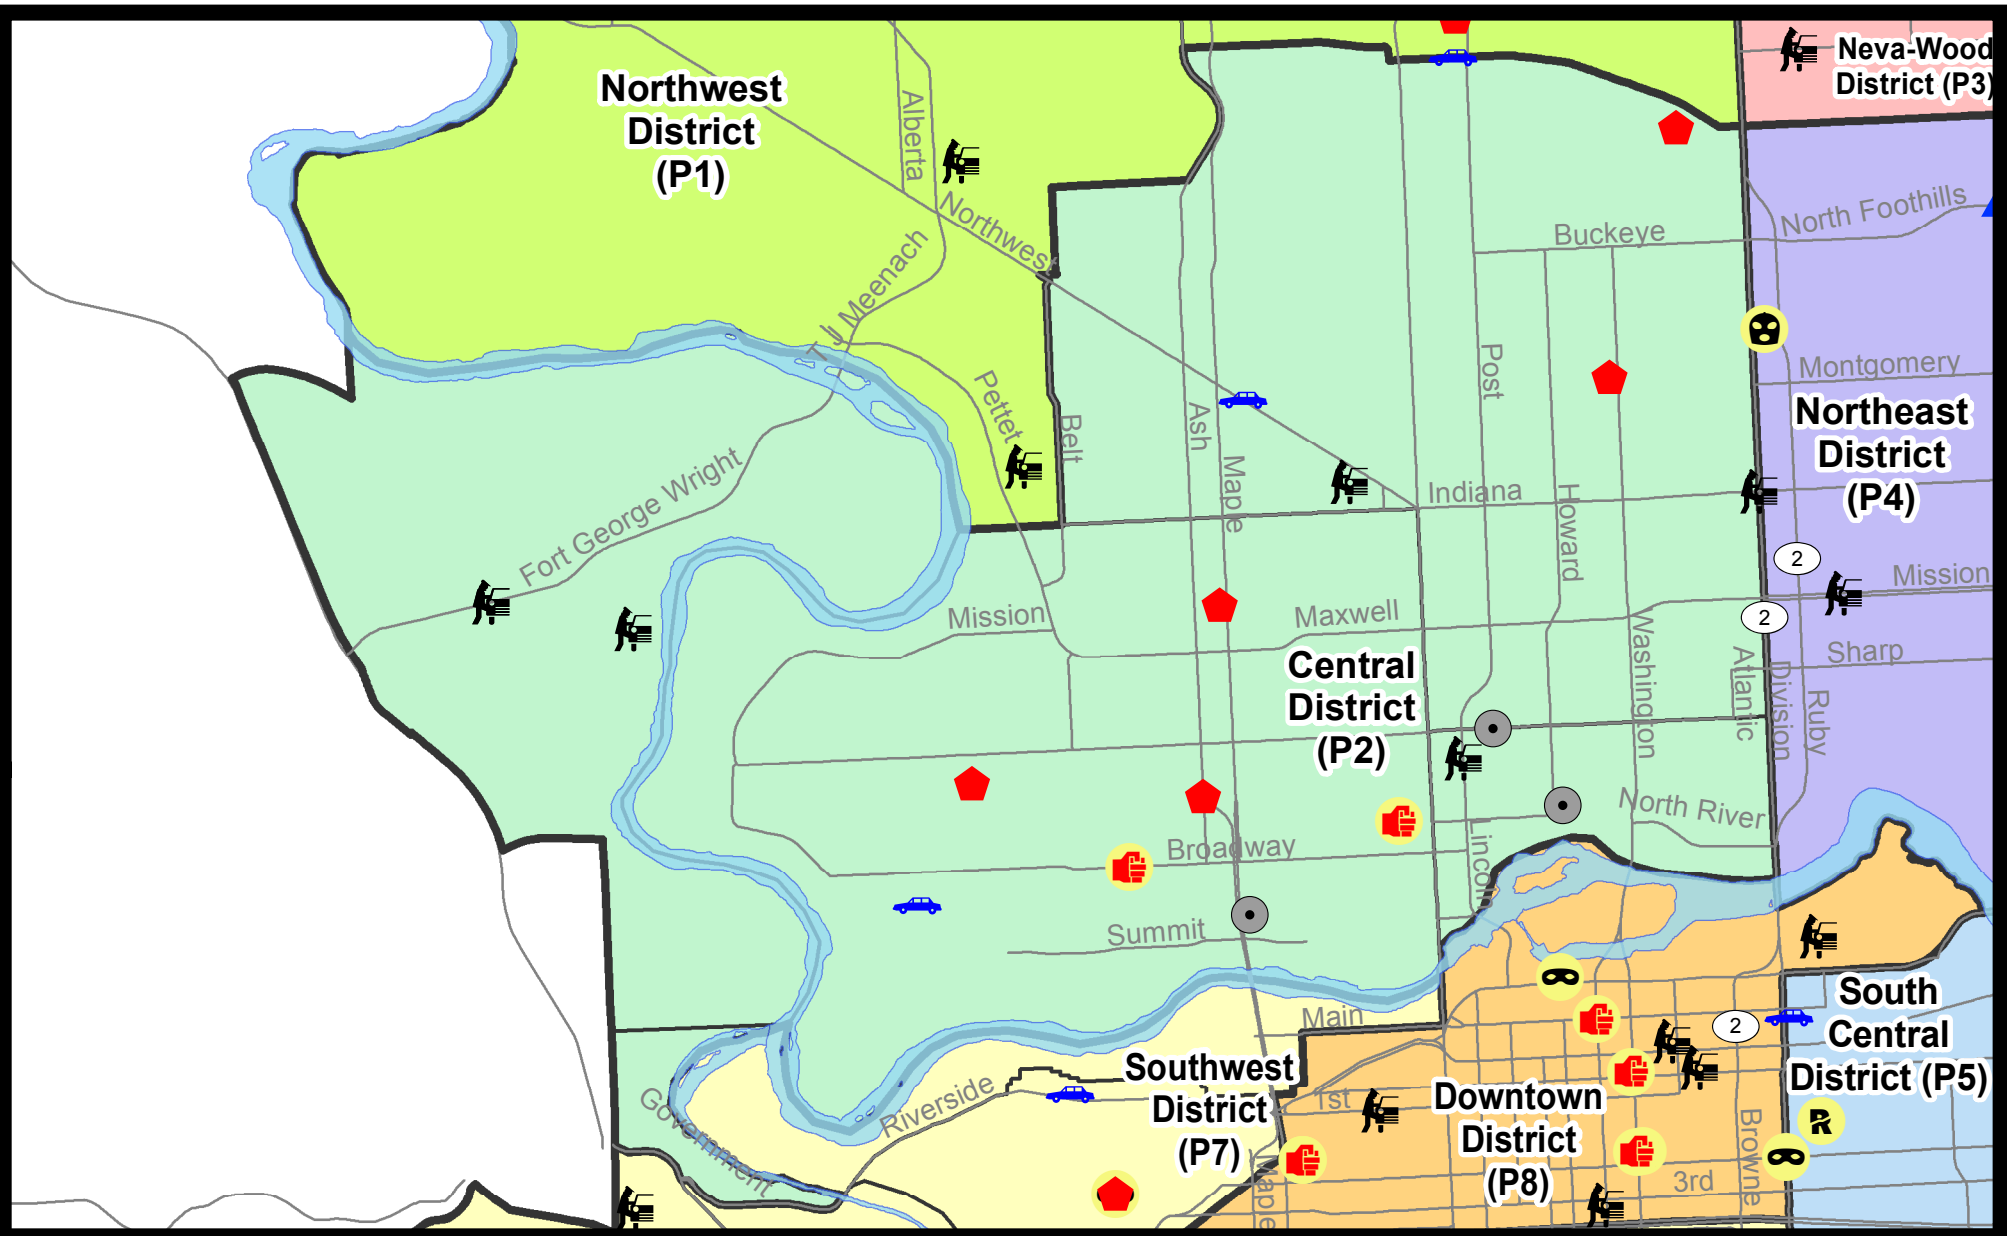 Northwest
District
(P1)
Neva-Wood
District (P3)
Alberta
Northwest
North Foothills
Buckeye
T J Meenach
Montgomery
Post
Pettet
Belt
Ash
Maple
Northeast
District
(P4)
Fort George Wright
Indiana
Howard
2
Mission
Mission
Maxwell
2
Sharp
Washington
Atlantic
Division
Ruby
Central
District
(P2)
North River
Broadway
Lincoln
Summit
South
Central
District (P5)
Main
2
Southwest
District
(P7)
Riverside
Government
1st
Downtown
District
(P8)
Browne
R
3rd
Maple